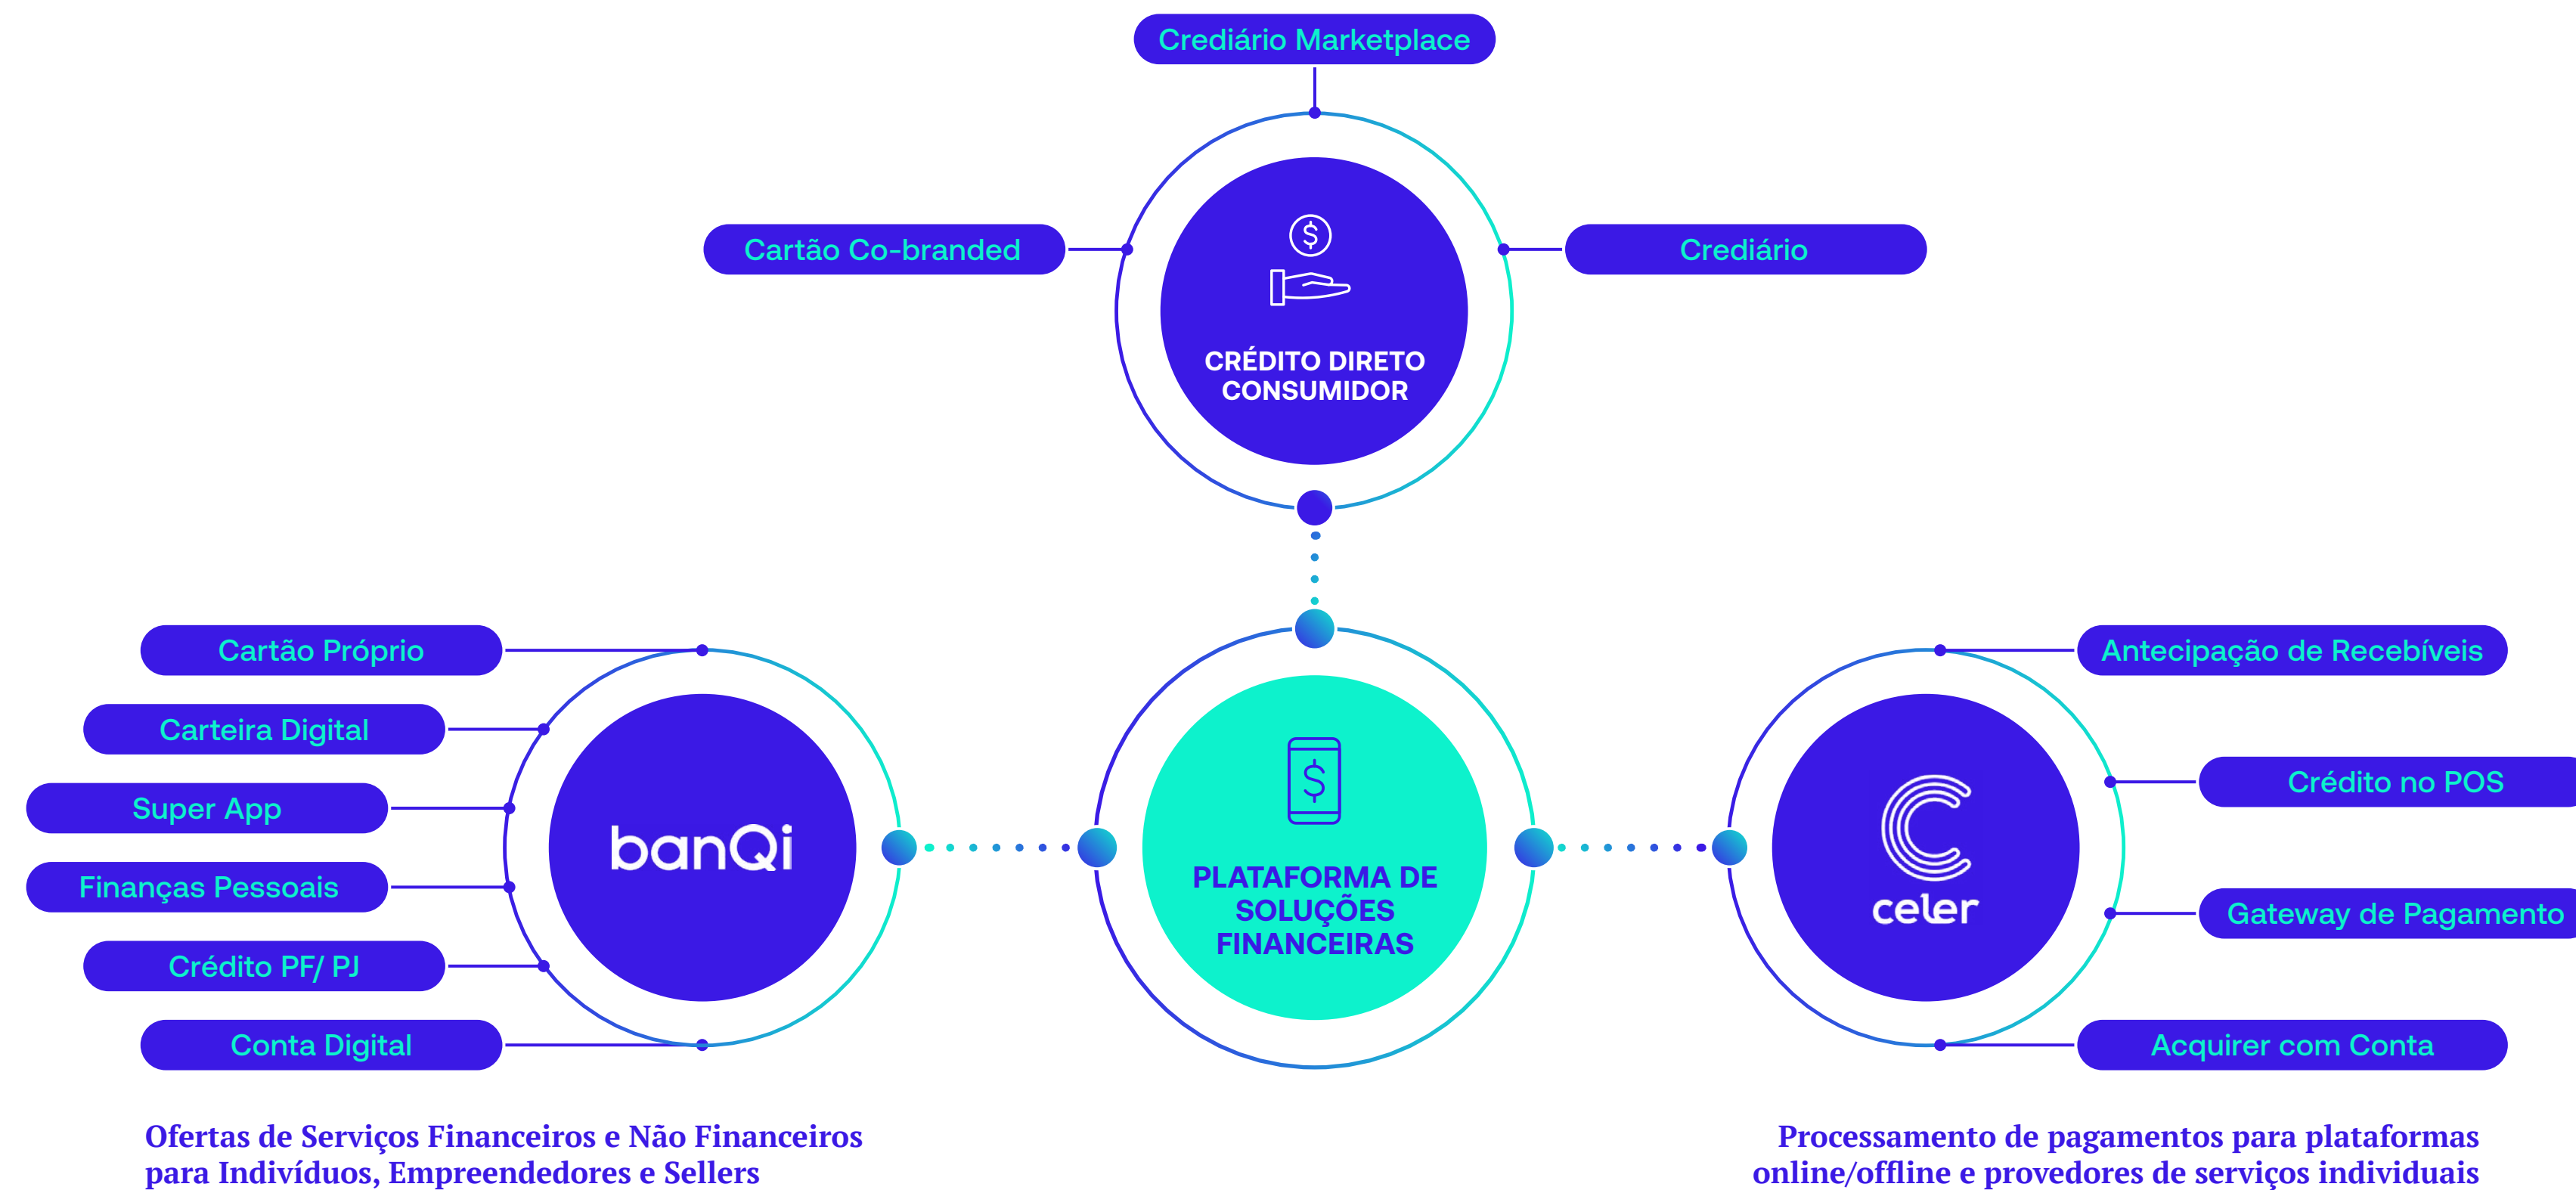 Crediário Marketplace
Cartão Co-branded
Crediário
CRÉDITO DIRETO
CONSUMIDOR
Cartão Próprio
Carteira Digital
Super App
Finanças Pessoais
Crédito PF/ PJ
Conta Digital
banQi
PLATAFORMA DE
SOLUÇÕES
FINANCEIRAS
celer
Antecipação de Recebíveis
Crédito no POS
Gateway de Pagamento
Acquirer com Conta
Ofertas de Serviços Financeiros e Não Financeiros
para Indivíduos, Empreendedores e Sellers
Processamento de pagamentos para plataformas
online/offline e provedores de serviços individuais